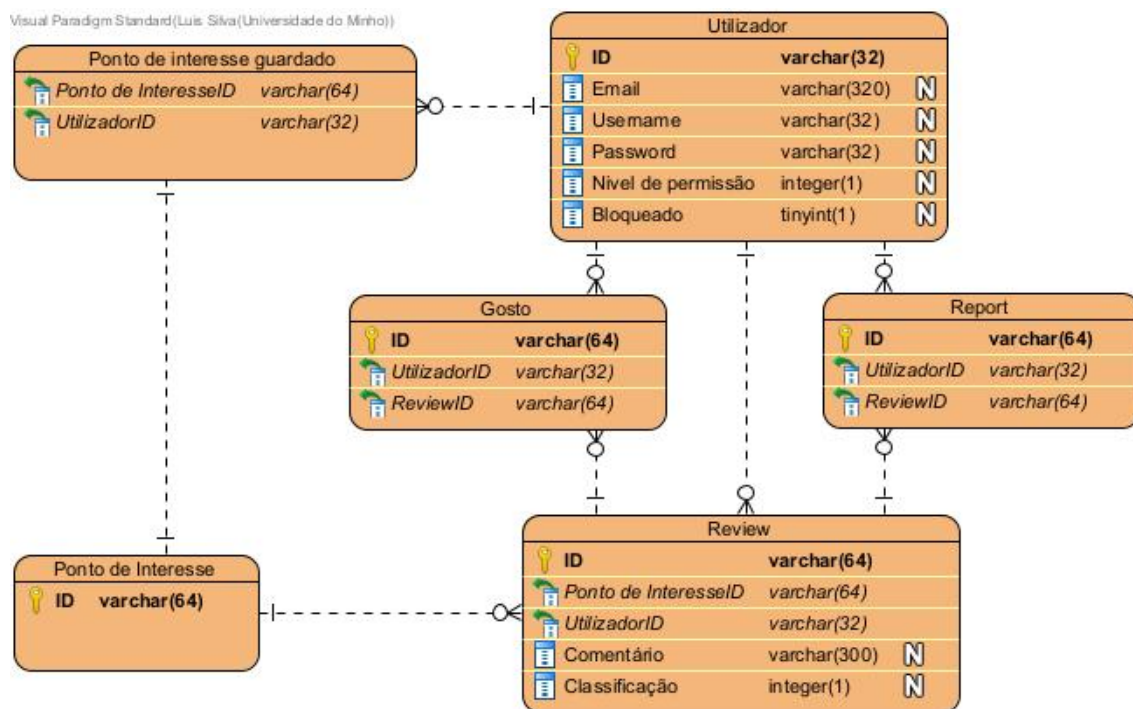 Visual Paradigm Standard(Luis Silva(Universidade do Minho))
Ponto de interesse guardado
Ponto de InteresseID varchar(64)
UtilizadorID varchar(32)
Utilizador
ID varchar(32)
Email varchar(320) N
Username varchar(32) N
Password varchar(32) N
Nivel de permissão integer(1) N
Bloqueado tinyint(1) N
Gosto
ID varchar(64)
UtilizadorID varchar(32)
ReviewID varchar(64)
Report
ID varchar(64)
UtilizadorID varchar(32)
ReviewID varchar(64)
Ponto de Interesse
ID varchar(64)
Review
ID varchar(64)
Ponto de InteresseID varchar(64)
UtilizadorID varchar(32)
Comentário varchar(300) N
Classificação integer(1) N